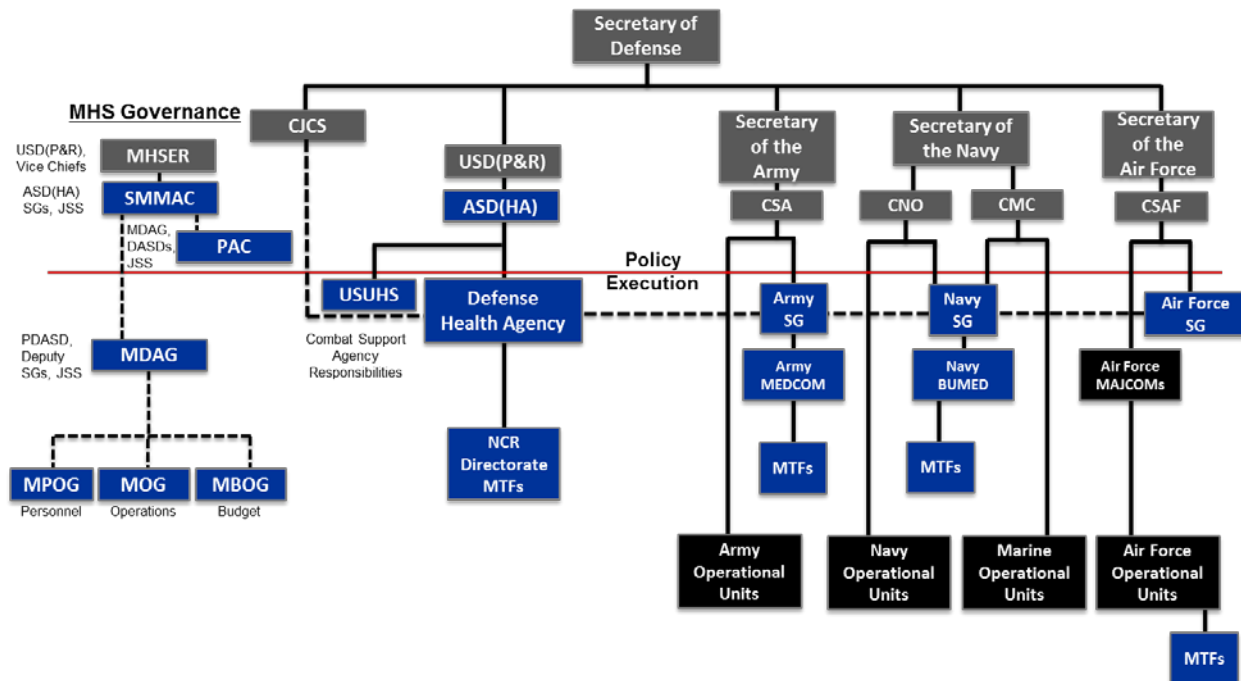 Secretary of
Defense
MHS Governance
CJCS
USD(P&R),
Vice Chiefs
MHSER
USD(P&R)
Secretary
of the
Army
Secretary of
the Navy
Secretary
of the
Air Force
ASD(HA)
SGs, JSS
SMMAC
ASD(HA)
CSA
CNO
CMC
CSAF
MDAG,
DASDs,
JSS
PAC
Policy
Execution
USUHS
Defense
Health Agency
Army
SG
Navy
SG
Air Force
SG
Combat Support
Agency
Responsibilities
PDASD,
Deputy
SGs, JSS
MDAG
Army
MEDCOM
Navy
BUMED
Air Force
MAJCOMs
NCR
Directorate
MTFs
MTFs
MTFs
MPOG
MOG
MBOG
Personnel
Operations
Budget
Army
Operational
Units
Navy
Operational
Units
Marine
Operational
Units
Air Force
Operational
Units
MTFs